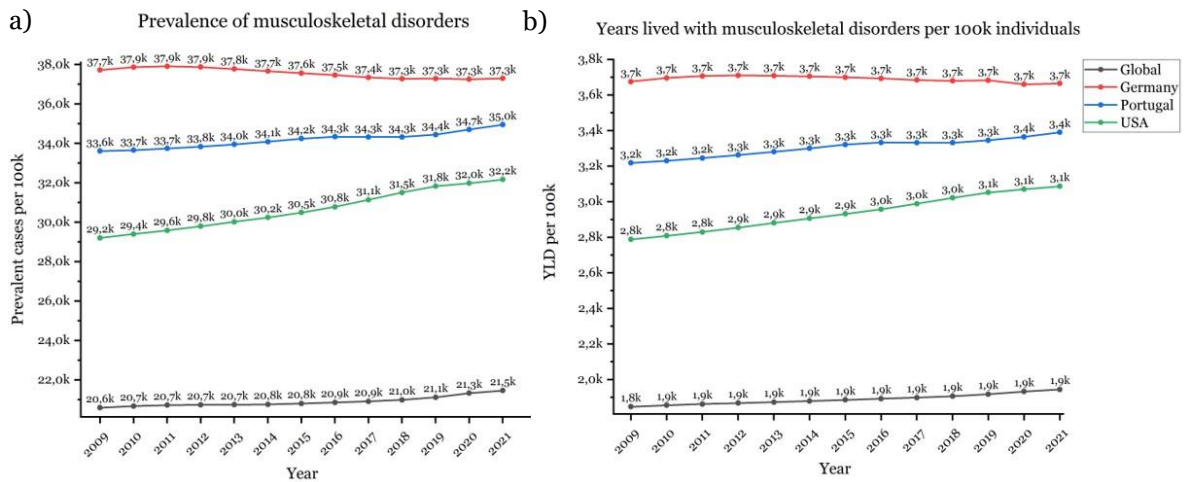 a)
Prevalence of musculoskeletal disorders
Prevalent cases per 100k
38,0k
36,0k
34,0k
32,0k
30,0k
28,0k
26,0k
24,0k
22,0k
37,7k 37,9k 37,9k 37,9k 37,8k 37,7k 37,6k 37,5k 37,4k 37,3k 37,3k 37,3k 37,3k
33,6k 33,7k 33,7k 33,8k 34,0k 34,1k 34,2k 34,3k 34,3k 34,3k 34,4k 34,7k 35,0k
29,2k 29,4k 29,6k 29,8k 30,0k 30,2k 30,5k 30,8k 31,1k 31,5k 31,8k 32,0k 32,2k
20,6k 20,7k 20,7k 20,7k 20,7k 20,8k 20,8k 20,9k 20,9k 21,0k 21,1k 21,3k 21,5k
2009 2010 2011 2012 2013 2014 2015 2016 2017 2018 2019 2020 2021
Year
b)
Years lived with musculoskeletal disorders per 100k individuals
YLD per 100k
3,8k
3,6k
3,4k
3,2k
3,0k
2,8k
2,6k
2,4k
2,2k
2,0k
3,7k 3,7k 3,7k 3,7k 3,7k 3,7k 3,7k 3,7k 3,7k 3,7k 3,7k 3,7k 3,7k
3,2k 3,2k 3,2k 3,3k 3,3k 3,3k 3,3k 3,3k 3,3k 3,3k 3,3k 3,4k 3,4k
2,8k 2,8k 2,8k 2,9k 2,9k 2,9k 2,9k 3,0k 3,0k 3,0k 3,1k 3,1k 3,1k
1,8k 1,9k 1,9k 1,9k 1,9k 1,9k 1,9k 1,9k 1,9k 1,9k 1,9k 1,9k 1,9k
2009 2010 2011 2012 2013 2014 2015 2016 2017 2018 2019 2020 2021
Year
Global
Germany
Portugal
USA